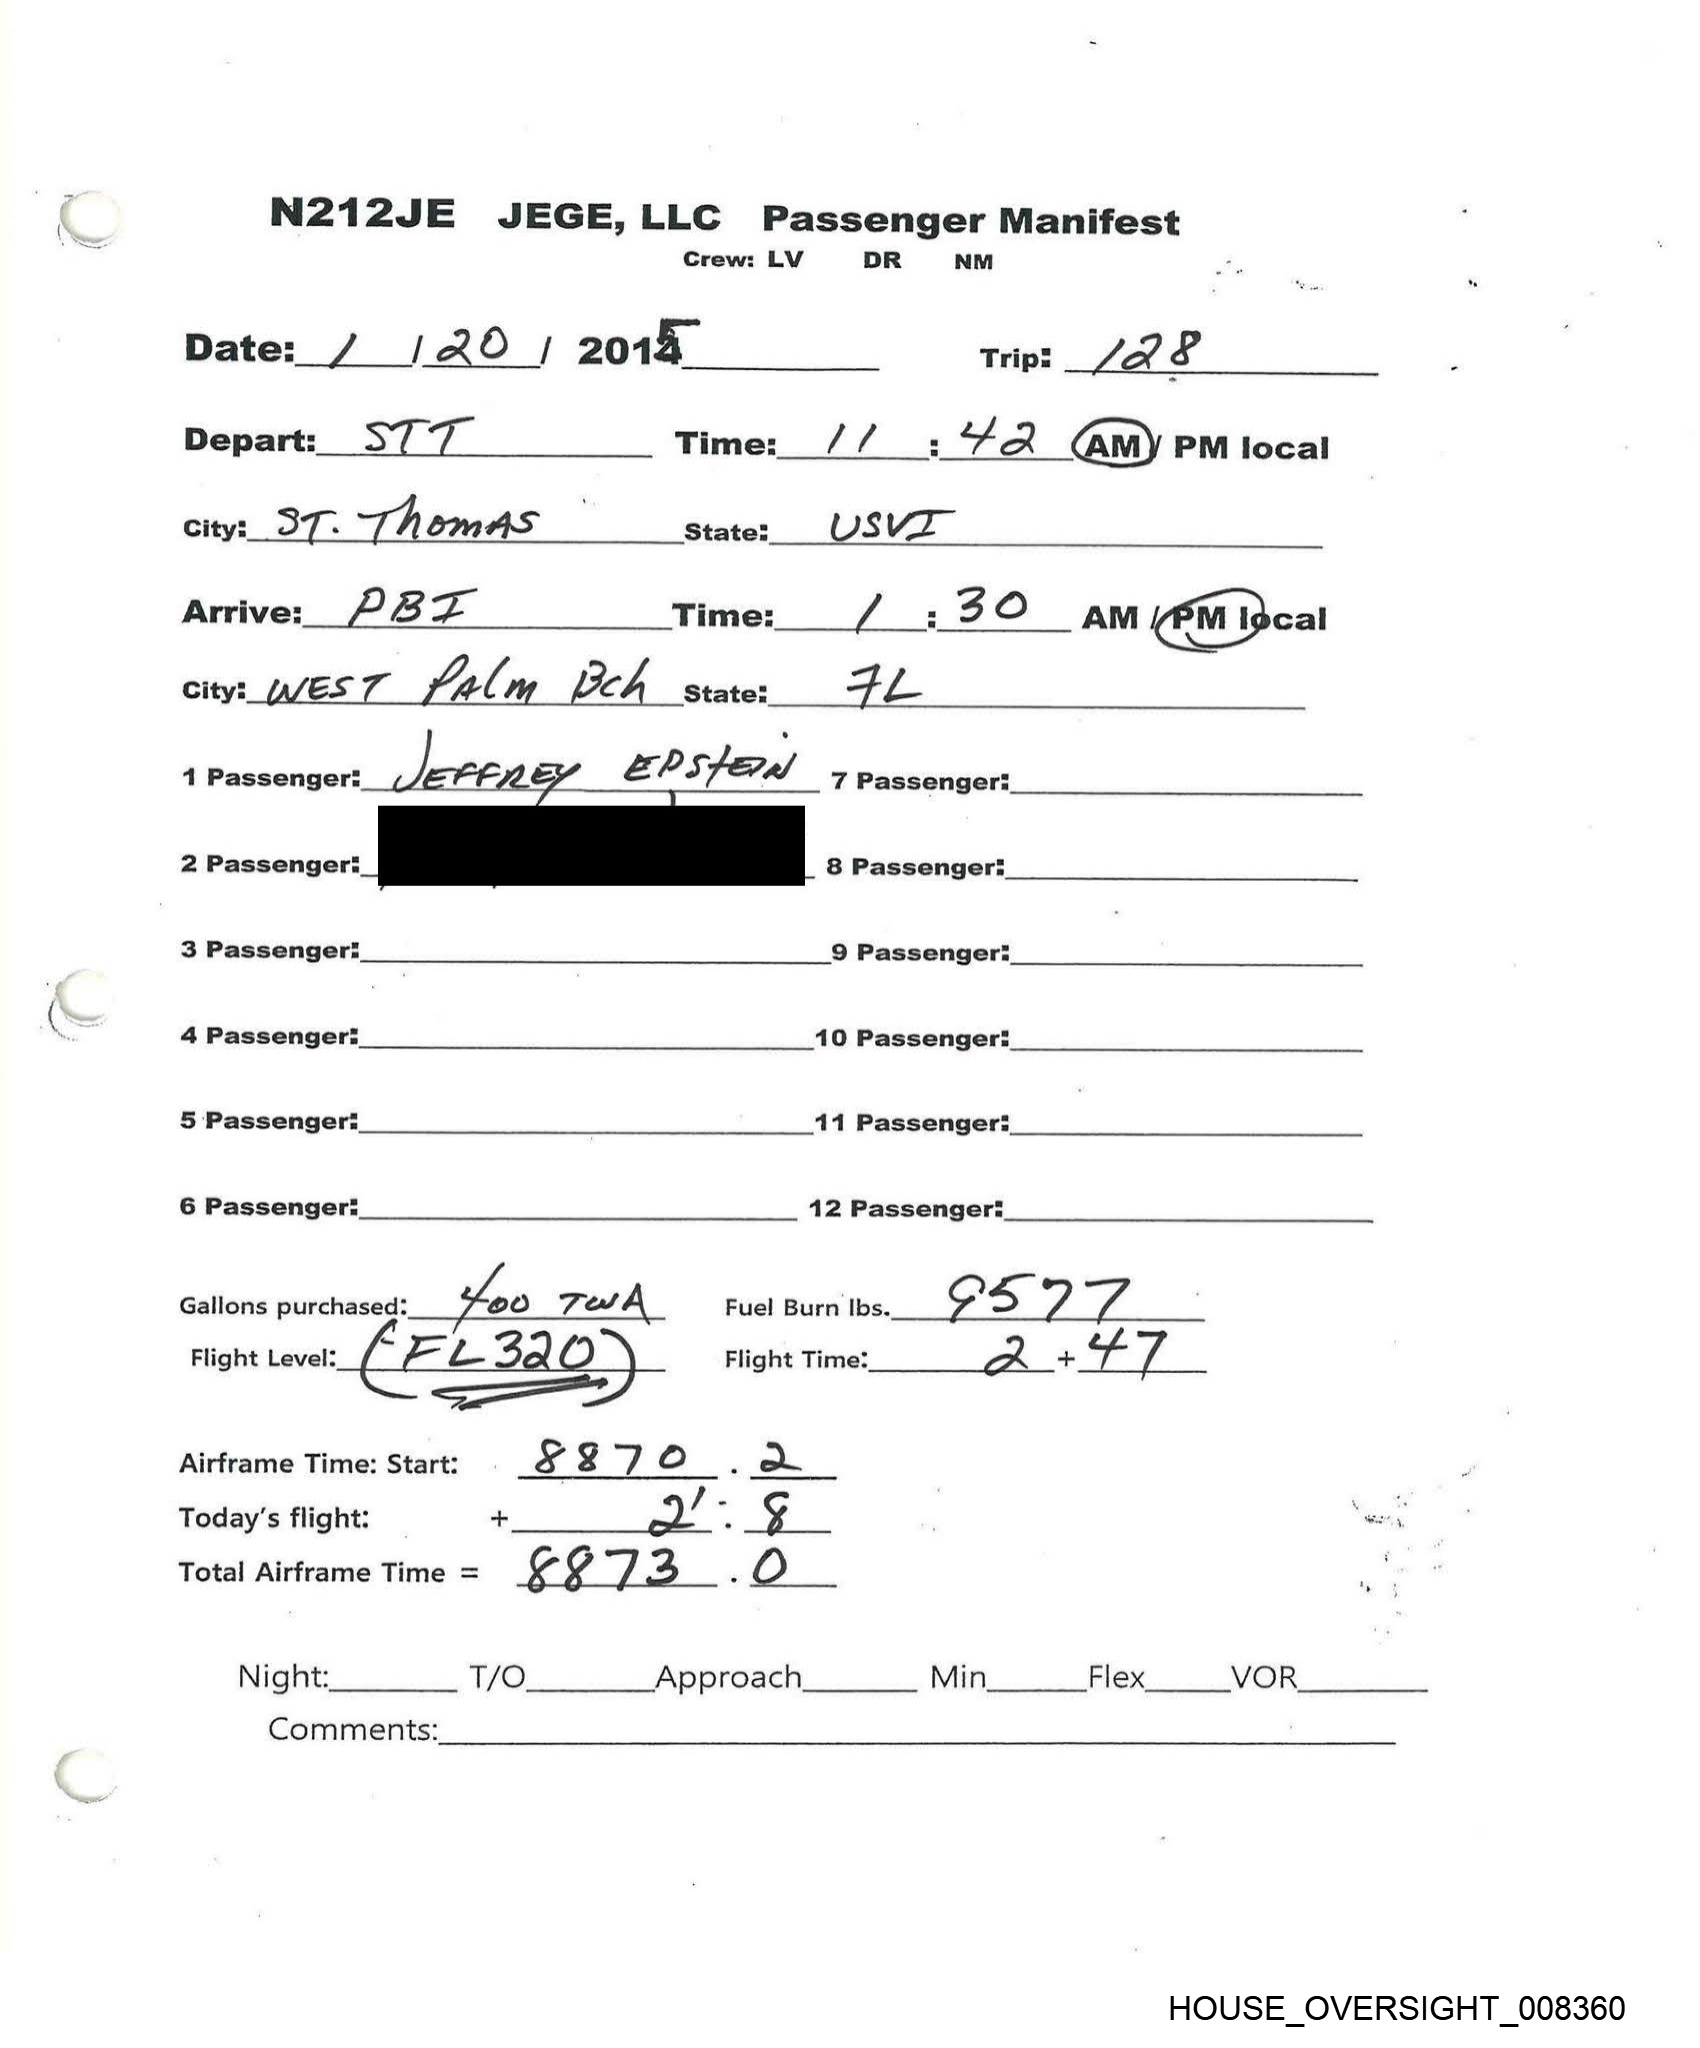 N212JE JEGE, LLC Passenger Manifest
Crew: LV DR NM
Date: 1 / 20 / 2015 Trip: 128
Depart: STT Time: 11 : 42 AM / PM local
City: ST. Thomas State: USVI
Arrive: PBI Time: 1 : 30 AM / PM local
City: WEST PAlm Bch State: FL
1 Passenger: JEFFREY EPStEIN 7 Passenger:
2 Passenger: 8 Passenger:
3 Passenger: 9 Passenger:
4 Passenger: 10 Passenger:
5 Passenger: 11 Passenger:
6 Passenger: 12 Passenger:
Gallons purchased: 400 TWA Fuel Burn lbs. 9577
Flight Level: (FL320) Flight Time: 2 + 47
Airframe Time: Start: 8870 . 2
Today's flight: + 2 : 8
Total Airframe Time = 8873 . 0
Night: T/O Approach Min Flex VOR
Comments:
HOUSE_OVERSIGHT_008360